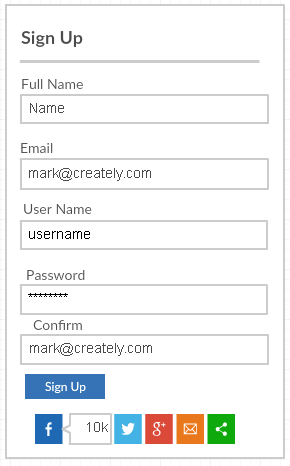 Sign Up
Full Name
Name
Email
mark@creately.com
User Name
username
Password
********
Confirm
mark@creately.com
Sign Up
f 10k g+